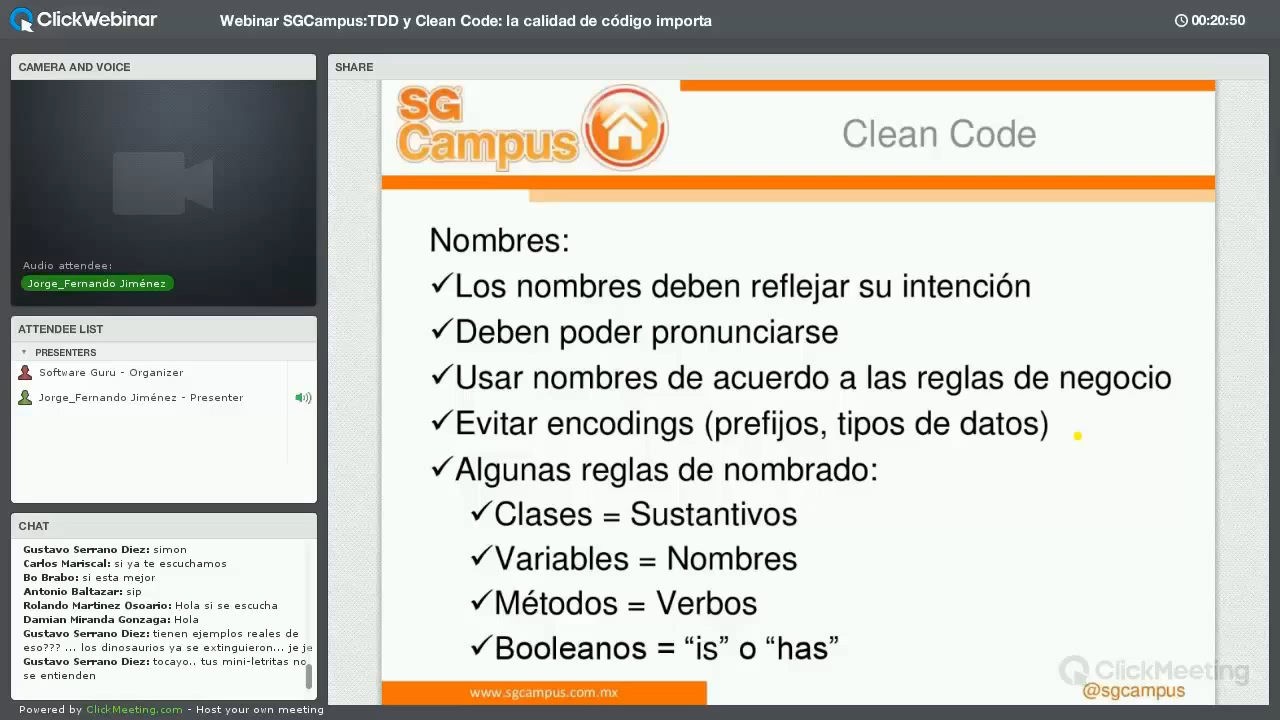 ClickWebinar
Webinar SGCampus:TDD y Clean Code: la calidad de código importa
00:20:50
CAMERA AND VOICE
Audio attendee:
Jorge_Fernando Jiménez
ATTENDEE LIST
PRESENTERS
Software Guru - Organizer
Jorge_Fernando Jiménez - Presenter
CHAT
Gustavo Serrano Diez: simon
Carlos Mariscal: si ya te escuchamos
Bo Brabo: si esta mejor
Antonio Baltazar: sip
Rolando Martinez Osoario: Hola si se escucha
Damian Miranda Gonzaga: Hola
Gustavo Serrano Diez: tienen ejemplos reales de
eso??? ... los dinosaurios ya se extinguieron... je je
Gustavo Serrano Diez: tocayo.. tus mini-letritas no
se entienden
Powered by ClickMeeting.com - Host your own meeting
SHARE
SG
Campus
Clean Code
Nombres:
✓Los nombres deben reflejar su intención
✓Deben poder pronunciarse
✓Usar nombres de acuerdo a las reglas de negocio
✓Evitar encodings (prefijos, tipos de datos)
✓Algunas reglas de nombrado:
✓Clases = Sustantivos
✓Variables = Nombres
✓Métodos = Verbos
✓Booleanos = “is” o “has”
www.sgcampus.com.mx
ClickMeeting
@sgcampus